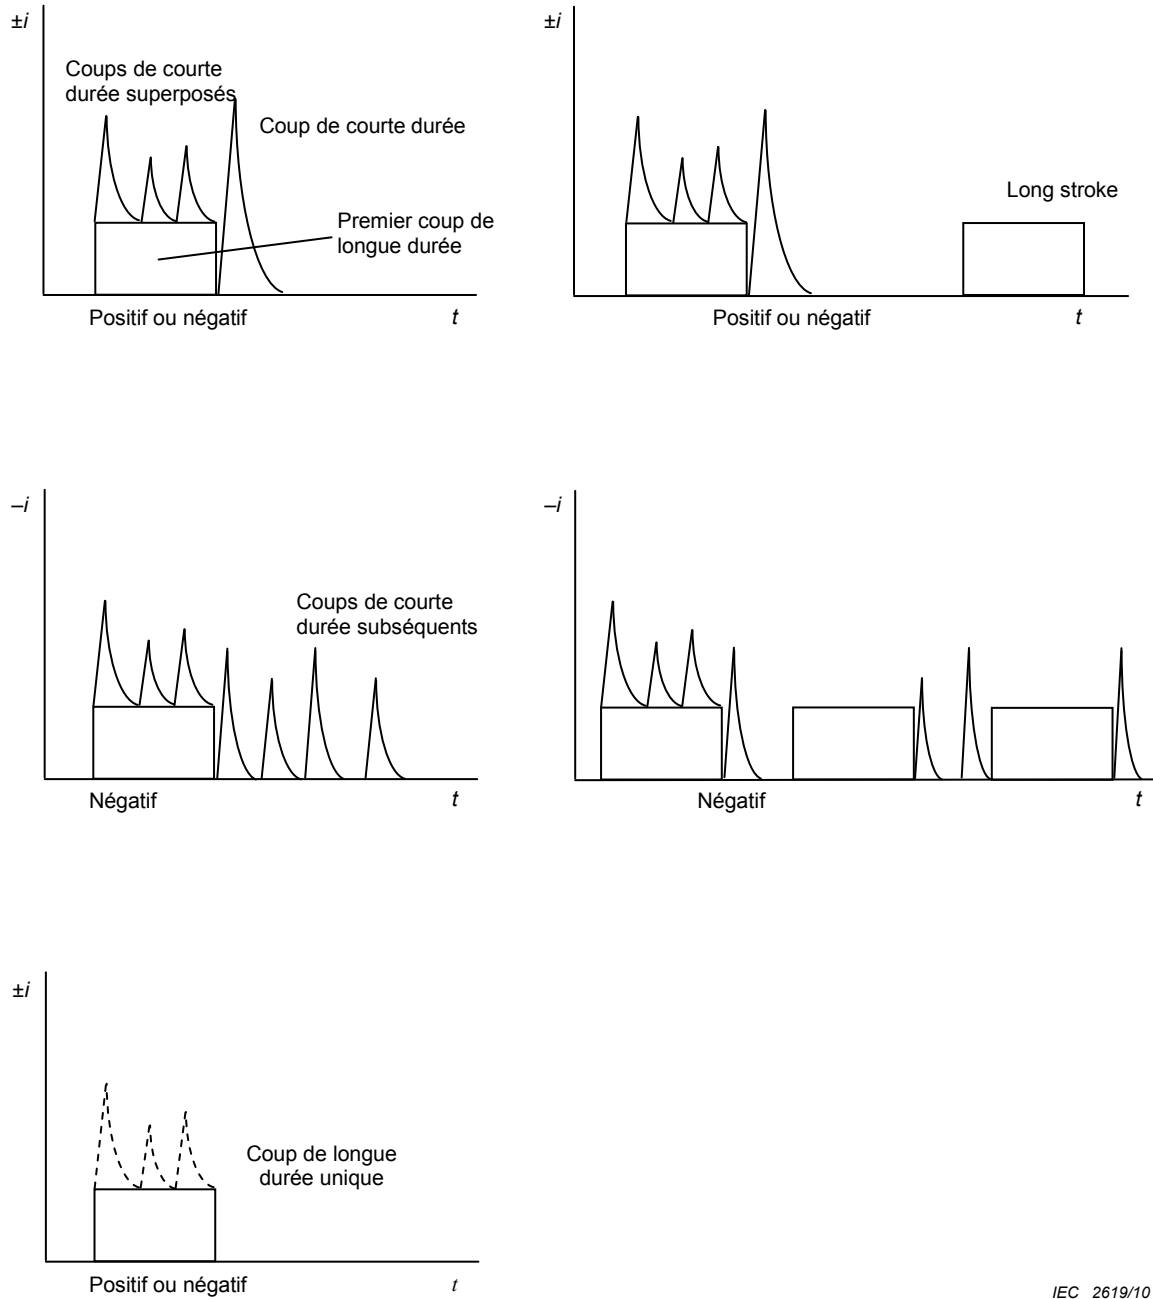 ±i
Coups de courte
durée superposés
Coup de courte durée
Premier coup de
longue durée
Positif ou négatif
t
±i
Long stroke
Positif ou négatif
t
–i
Coups de courte
durée subséquents
Négatif
t
–i
Négatif
t
±i
Coup de longue
durée unique
Positif ou négatif
t
IEC 2619/10